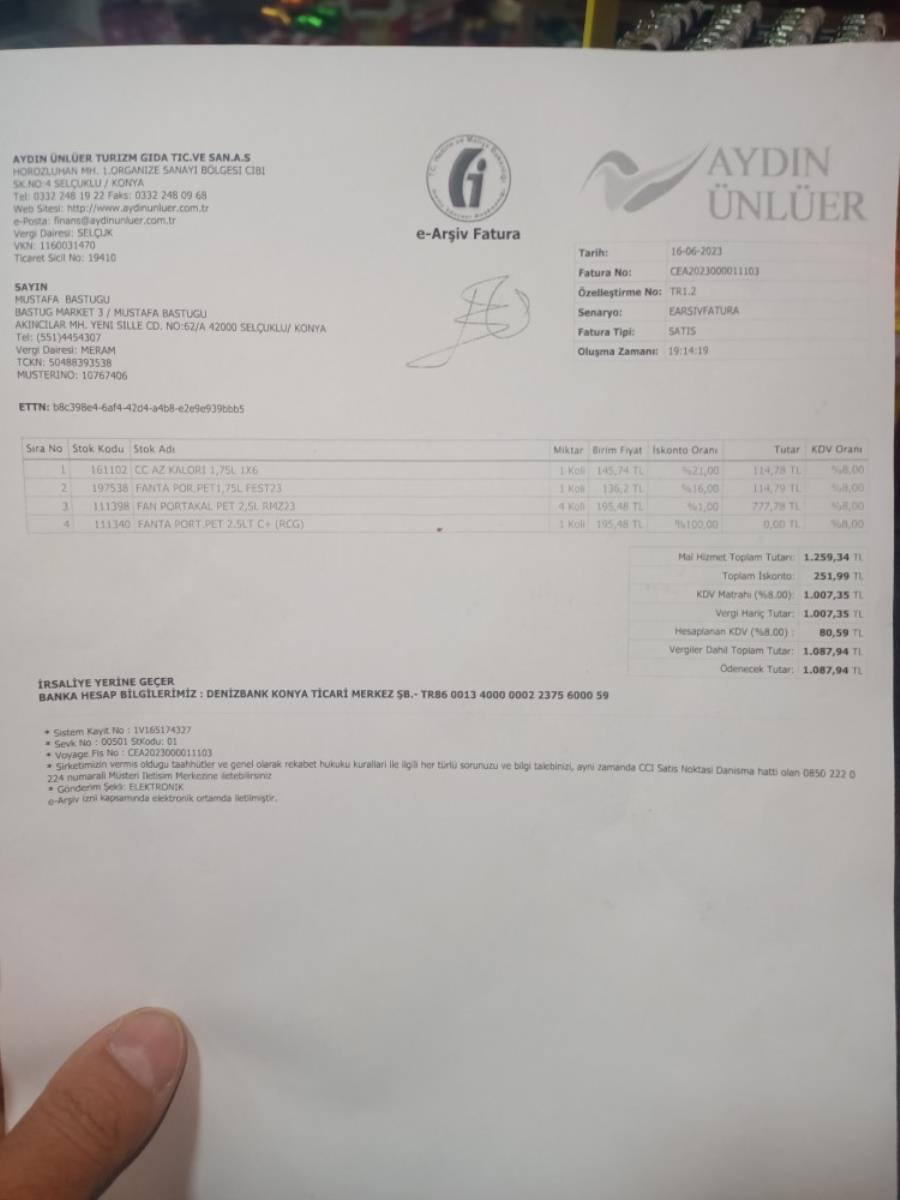 AYDIN ÜNLÜER TURIZM GIDA TIC.VE SAN.A.S
HOROZLUHAN MH. 1.ORGANIZE SANAYI BÖLGESI CIBI
SK.NO:4 SELÇUKLU / KONYA
Tel: 0332 248 19 22 Faks: 0332 248 09 68
Web Sitesi: http://www.aydinunluer.com.tr
e-Posta: finans@aydinunluer.com.tr
Vergi Dairesi: SELÇUK
VKN: 1160031470
Ticaret Sicil No: 19410
e-Arşiv Fatura
AYDIN
ÜNLÜER
Tarih: 16-06-2023
Fatura No: CEA2023000011103
Özelleştirme No: TR1.2
Senaryo: EARSIVFATURA
Fatura Tipi: SATIS
Oluşma Zamanı: 19:14:19
SAYIN
MUSTAFA BASTUGU
BASTUG MARKET 3 / MUSTAFA BASTUGU
AKINCILAR MH. YENI SILLE CD. NO:62/A 42000 SELÇUKLU/ KONYA
Tel: (551)4454307
Vergi Dairesi: MERAM
TCKN: 50488393538
MUSTERINO: 10767406
ETTN: b8c398e4-6af4-42d4-a4b8-e2e9e939bbb5
Sıra No Stok Kodu Stok Adı Miktar Birim Fiyat İskonto Oranı Tutar KDV Oranı
1 161102 CC AZ KALORI 1,75L 1X6 1 Koli 145,74 TL %21,00 114,78 TL %8,00
2 197538 FANTA POR.PET1,75L FEST23 1 Koli 136,2 TL %16,00 114,79 TL %8,00
3 111398 FAN PORTAKAL PET 2,5L RMZ23 4 Koli 195,48 TL %1,00 777,78 TL %8,00
4 111340 FANTA PORT.PET 2.5LT C+ (RCG) 1 Koli 195,48 TL %100,00 0,00 TL %8,00
Mal Hizmet Toplam Tutarı: 1.259,34 TL
Toplam İskonto: 251,99 TL
KDV Matrahı (%8.00): 1.007,35 TL
Vergi Hariç Tutar: 1.007,35 TL
Hesaplanan KDV (%8.00) : 80,59 TL
Vergiler Dahil Toplam Tutar: 1.087,94 TL
Ödenecek Tutar: 1.087,94 TL
İRSALİYE YERİNE GEÇER
BANKA HESAP BİLGİLERİMİZ : DENİZBANK KONYA TİCARİ MERKEZ ŞB.- TR86 0013 4000 0002 2375 6000 59
* Sistem Kayit No : 1V165174327
* Sevk No : 00501 StKodu: 01
* Voyage Fis No : CEA2023000011103
* Sirketimizin vermis oldugu taahhütler ve genel olarak rekabet hukuku kurallari ile ilgili her türlü sorunuzu ve bilgi talebinizi, ayni zamanda CCI Satis Noktasi Danisma hatti olan 0850 222 0
224 numarali Müsteri Iletisim Merkezine iletebilirsiniz
* Gönderim Şekli: ELEKTRONIK
e-Arşiv izni kapsamında elektronik ortamda iletilmiştir.